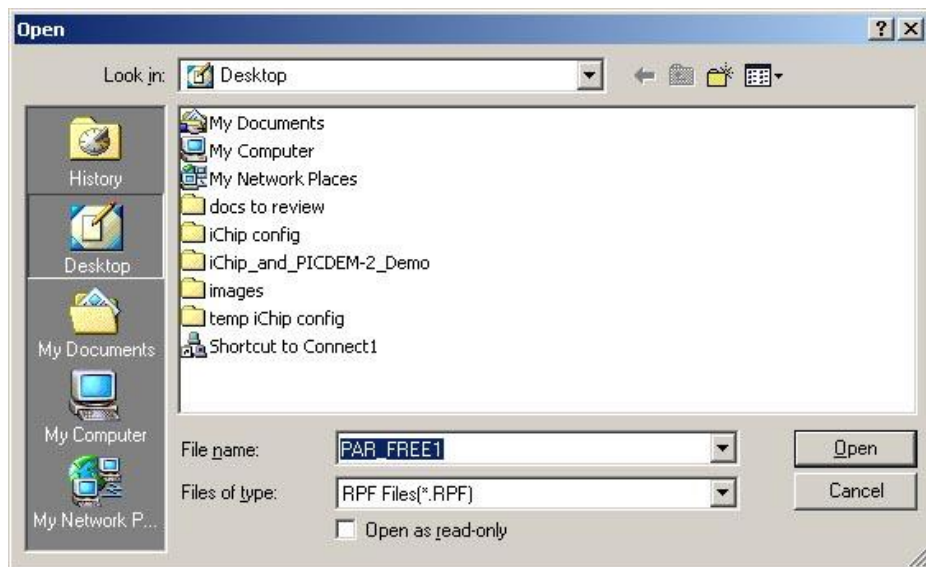 Open
Look in: Desktop
History
Desktop
My Documents
My Computer
My Network P...
My Documents
My Computer
My Network Places
docs to review
iChip config
iChip_and_PICDEM-2_Demo
images
temp iChip config
Shortcut to Connect1
File name: PAR_FREE1 Open
Files of type: RPF Files(*.RPF) Cancel
Open as read-only